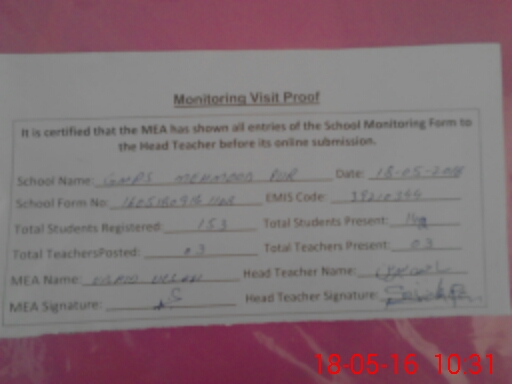 Monitoring Visit Proof
It is certified that the MEA has shown all entries of the School Monitoring Form to
the Head Teacher before its online submission.
School Name: GMPS MEHMOOD PUR Date: 18-05-2016
School Form No: EMIS Code:
Total Students Registered: 153 Total Students Present:
Total TeachersPosted: 03 Total Teachers Present: 03
MEA Name: Head Teacher Name:
MEA Signature: Head Teacher Signature:
18-05-16 10:31